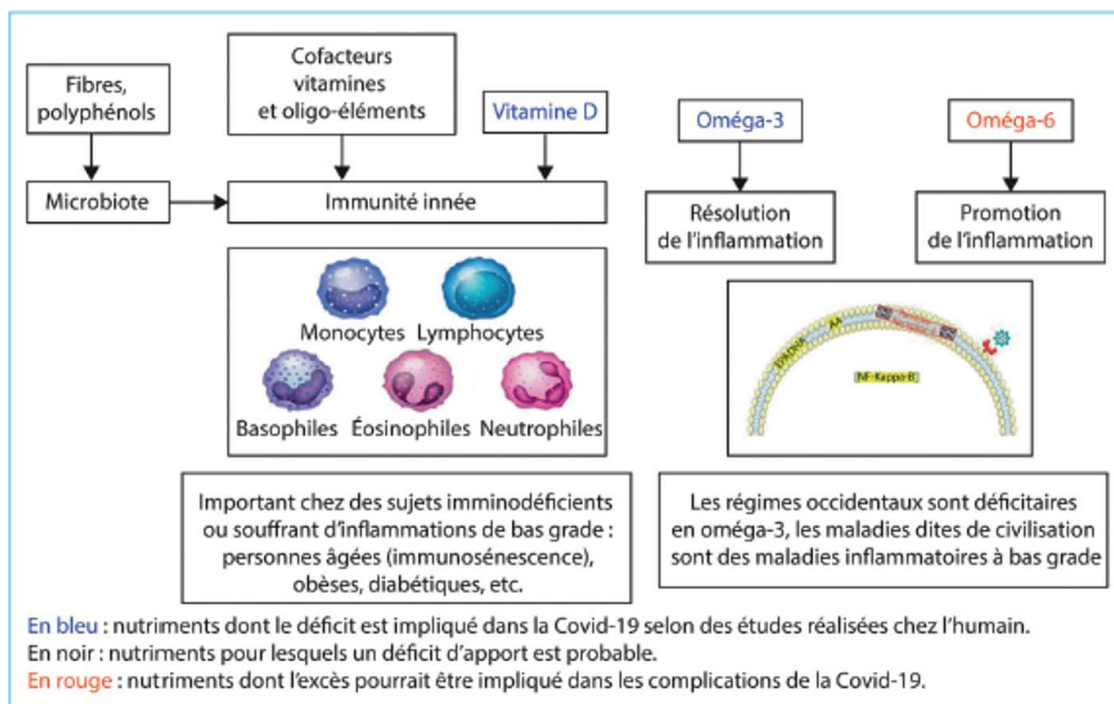 Fibres,
polyphénols
Cofacteurs
vitamines
et oligo-éléments
Vitamine D
Oméga-3
Oméga-6
Microbiote
Immunité innée
Résolution
de l'inflammation
Promotion
de l'inflammation
Monocytes
Lymphocytes
Basophiles
Éosinophiles
Neutrophiles
EPA/DHA
AA
[NF-Kappa-B]
Important chez des sujets imminodéficients
ou souffrant d'inflammations de bas grade :
personnes âgées (immunosénescence),
obèses, diabétiques, etc.
Les régimes occidentaux sont déficitaires
en oméga-3, les maladies dites de civilisation
sont des maladies inflammatoires à bas grade
En bleu : nutriments dont le déficit est impliqué dans la Covid-19 selon des études réalisées chez l'humain.
En noir : nutriments pour lesquels un déficit d'apport est probable.
En rouge : nutriments dont l'excès pourrait être impliqué dans les complications de la Covid-19.